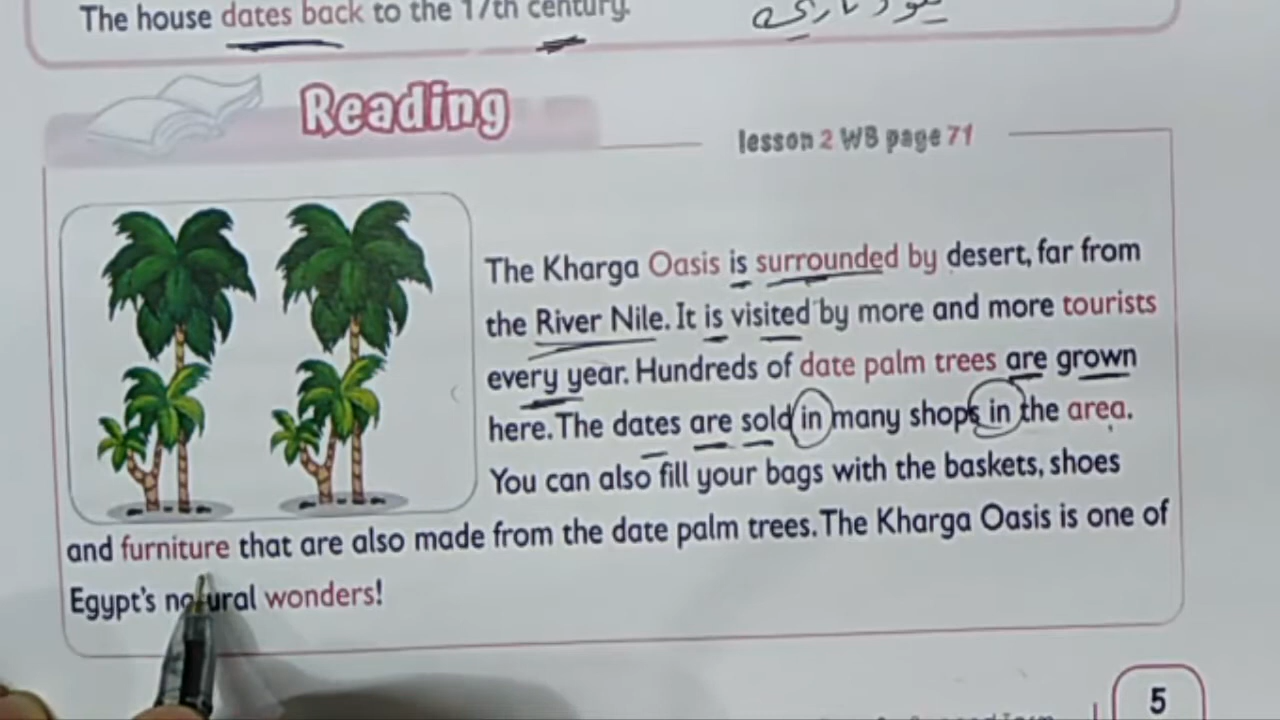 The house dates back to the 17th century.
Reading
lesson 2 WB page 71
The Kharga Oasis is surrounded by desert, far from
the River Nile. It is visited by more and more tourists
every year. Hundreds of date palm trees are grown
here. The dates are sold in many shops in the area.
You can also fill your bags with the baskets, shoes
and furniture that are also made from the date palm trees. The Kharga Oasis is one of
Egypt's natural wonders!
5